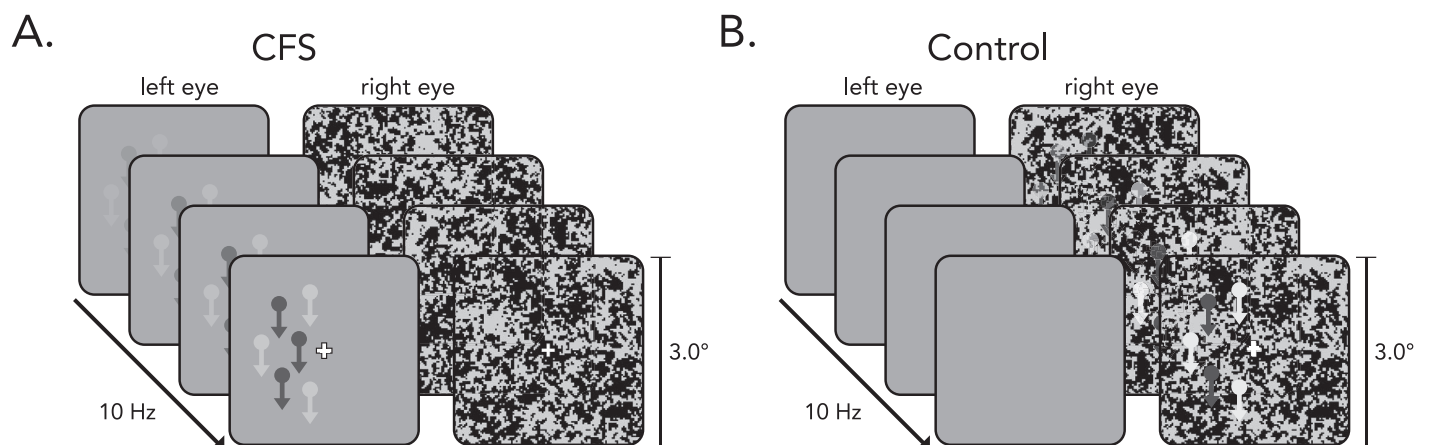 A.
CFS
left eye
right eye
10 Hz
3.0°
B.
Control
left eye
right eye
10 Hz
3.0°